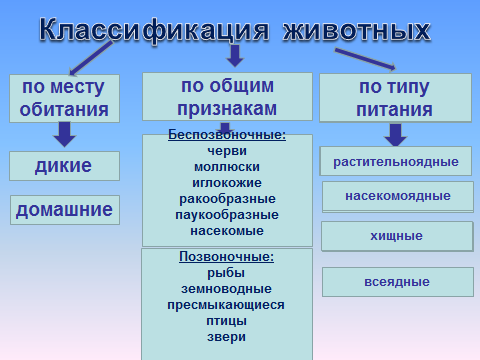 Классификация животных
по месту
обитания
дикие
домашние
по общим
признакам
Беспозвоночные:
черви
моллюски
иглокожие
ракообразные
паукообразные
насекомые
Позвоночные:
рыбы
земноводные
пресмыкающиеся
птицы
звери
по типу
питания
растительноядные
насекомоядные
хищные
всеядные